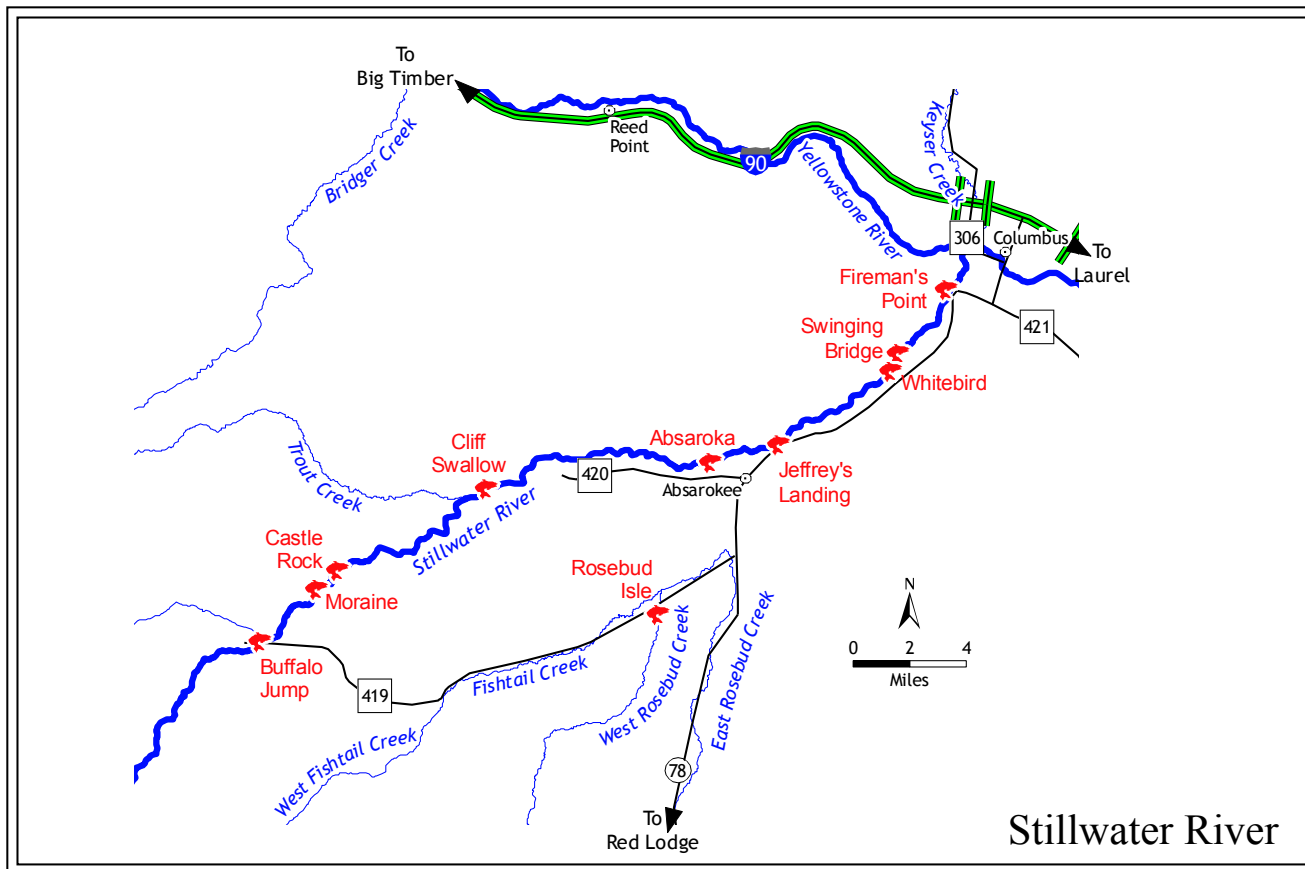 To
Big Timber
Reed
Point
90
Keyser Creek
Bridger Creek
Yellowstone River
306
Columbus
To
Laurel
Fireman's
Point
421
Swinging
Bridge
Whitebird
Cliff
Swallow
Absaroka
420
Absarokee
Jeffrey's
Landing
Trout Creek
Stillwater River
Castle
Rock
Moraine
Rosebud
Isle
N
0 2 4
Miles
Buffalo
Jump
419
Fishtail Creek
West Rosebud Creek
East Rosebud Creek
West Fishtail Creek
78
To
Red Lodge
Stillwater River